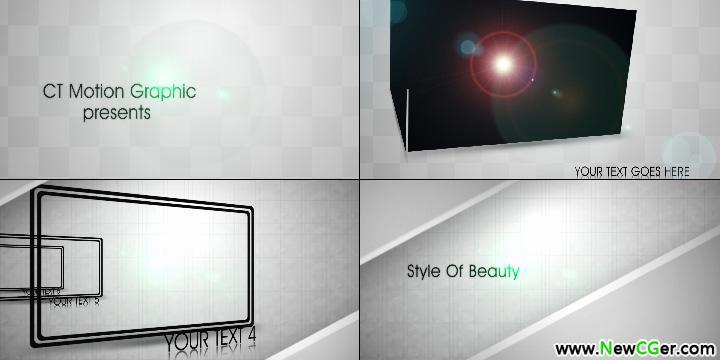 CT Motion Graphic
presents
YOUR TEXT GOES HERE
YOUR TEXT 5
YOUR TEXT 4
Style Of Beauty
www.NewCGer.com